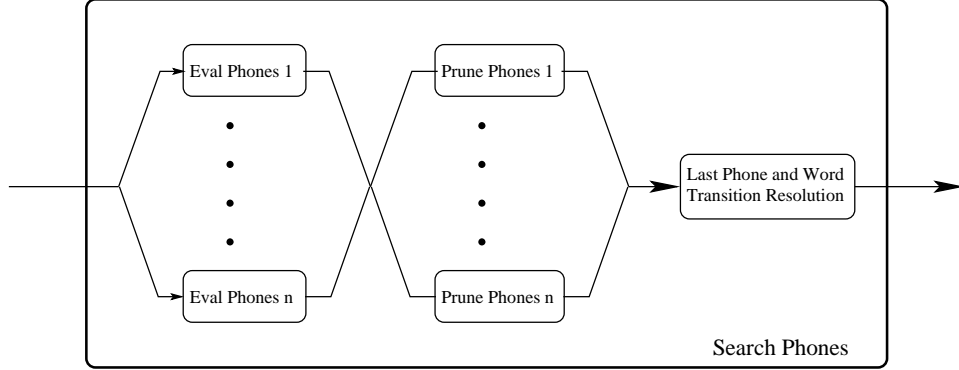 Eval Phones 1
Prune Phones 1
Last Phone and Word
Transition Resolution
Eval Phones n
Prune Phones n
Search Phones